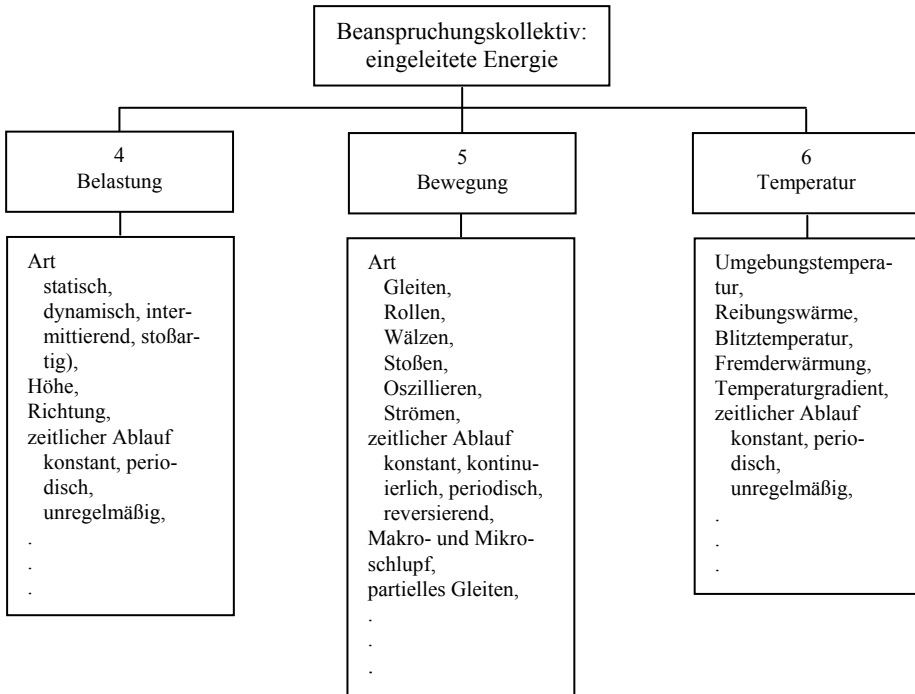 Beanspruchungskollektiv:
eingeleitete Energie
4
Belastung
5
Bewegung
6
Temperatur
Art
statisch,
dynamisch, inter-
mittierend, stoßar-
tig),
Höhe,
Richtung,
zeitlicher Ablauf
konstant, perio-
disch,
unregelmäßig,
.
.
.
Art
Gleiten,
Rollen,
Wälzen,
Stoßen,
Oszillieren,
Strömen,
zeitlicher Ablauf
konstant, kontinu-
ierlich, periodisch,
reversierend,
Makro- und Mikro-
schlupf,
partielles Gleiten,
.
.
.
Umgebungstempera-
tur,
Reibungswärme,
Blitztemperatur,
Fremderwärmung,
Temperaturgradient,
zeitlicher Ablauf
konstant, perio-
disch,
unregelmäßig,
.
.
.